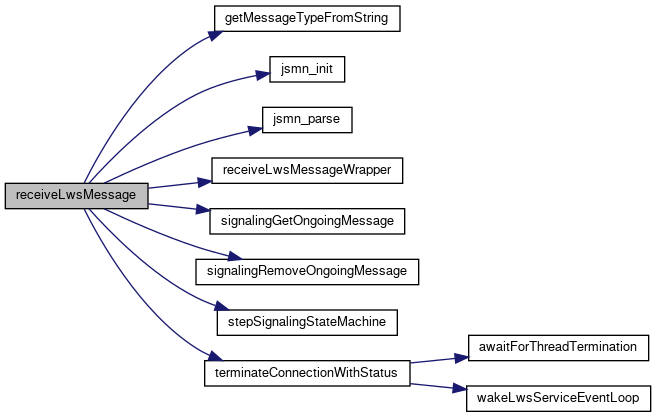 getMessageTypeFromString
jsmn_init
jsmn_parse
receiveLwsMessageWrapper
receiveLwsMessage
signalingGetOngoingMessage
signalingRemoveOngoingMessage
stepSignalingStateMachine
awaitForThreadTermination
terminateConnectionWithStatus
wakeLwsServiceEventLoop